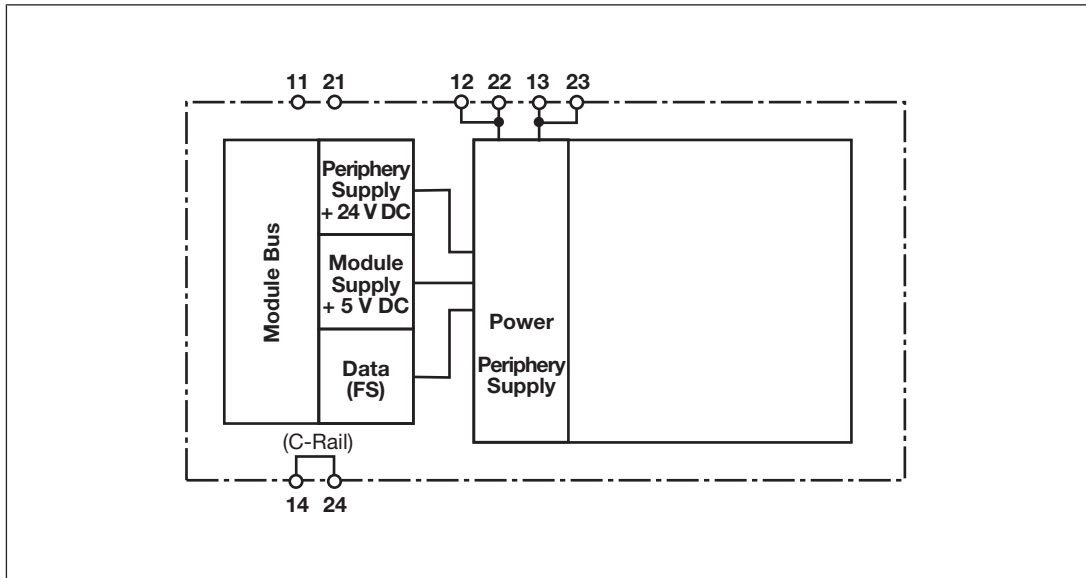 11 21 12 22 13 23
Module Bus
Periphery
Supply
+ 24 V DC
Module
Supply
+ 5 V DC
Data
(FS)
Power
Periphery
Supply
(C-Rail)
14 24